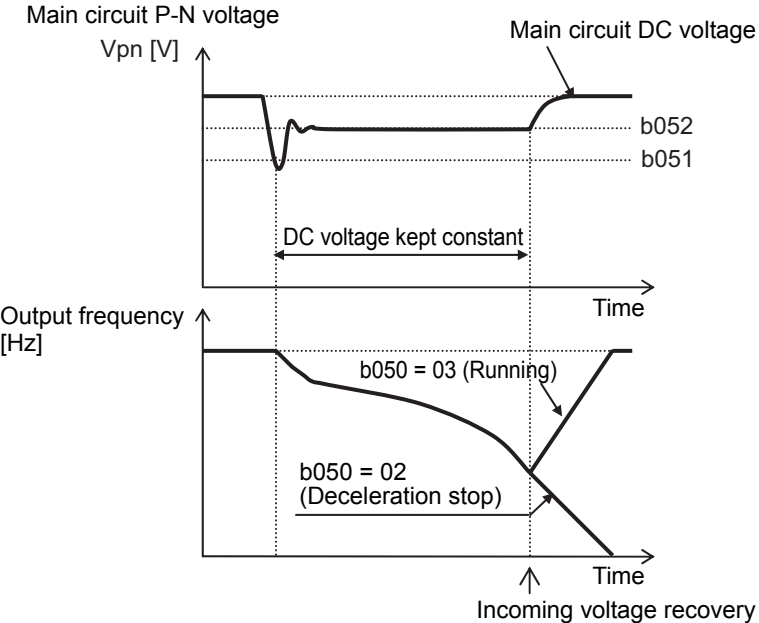 Main circuit P-N voltage
Vpn [V]
Main circuit DC voltage
b052
b051
DC voltage kept constant
Time
Output frequency
[Hz]
b050 = 03 (Running)
b050 = 02
(Deceleration stop)
Time
Incoming voltage recovery